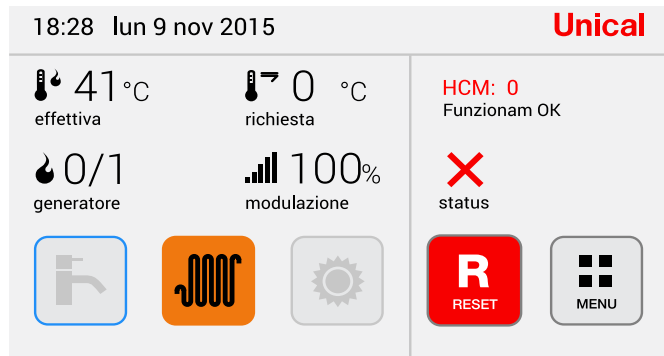 18:28 lun 9 nov 2015
Unical
41°C
effettiva
0 °C
richiesta
HCM: 0
Funzionam OK
0/1
generatore
100%
modulazione
status
R
RESET
MENU